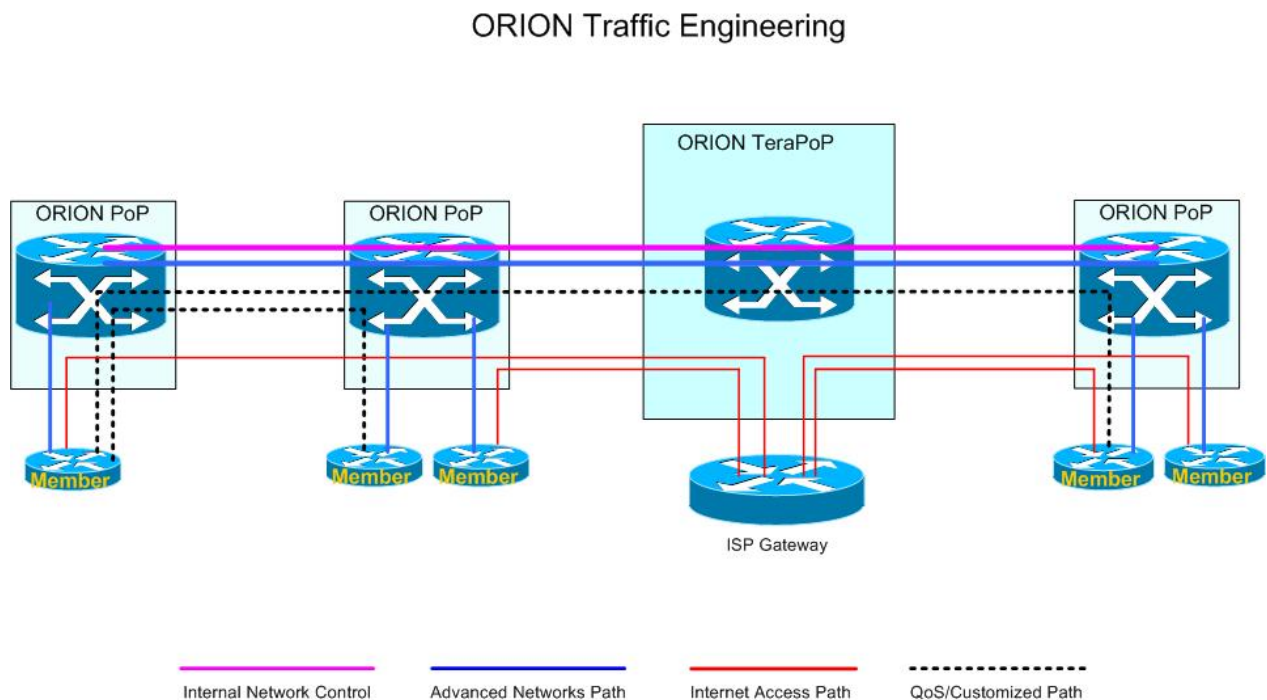 ORION Traffic Engineering
ORION TeraPoP
ORION PoP
ORION PoP
ORION PoP
Member
Member
Member
Member
Member
ISP Gateway
Internal Network Control
Advanced Networks Path
Internet Access Path
QoS/Customized Path